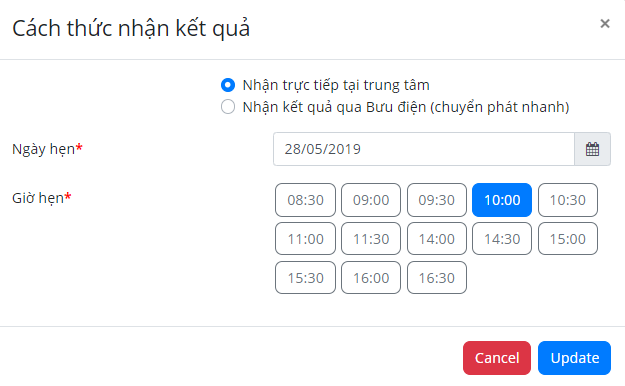 Cách thức nhận kết quả ×
Nhận trực tiếp tại trung tâm
Nhận kết quả qua Bưu điện (chuyển phát nhanh)
Ngày hẹn* 28/05/2019
Giờ hẹn* 08:30 09:00 09:30 10:00 10:30
11:00 11:30 14:00 14:30 15:00
15:30 16:00 16:30
Cancel Update